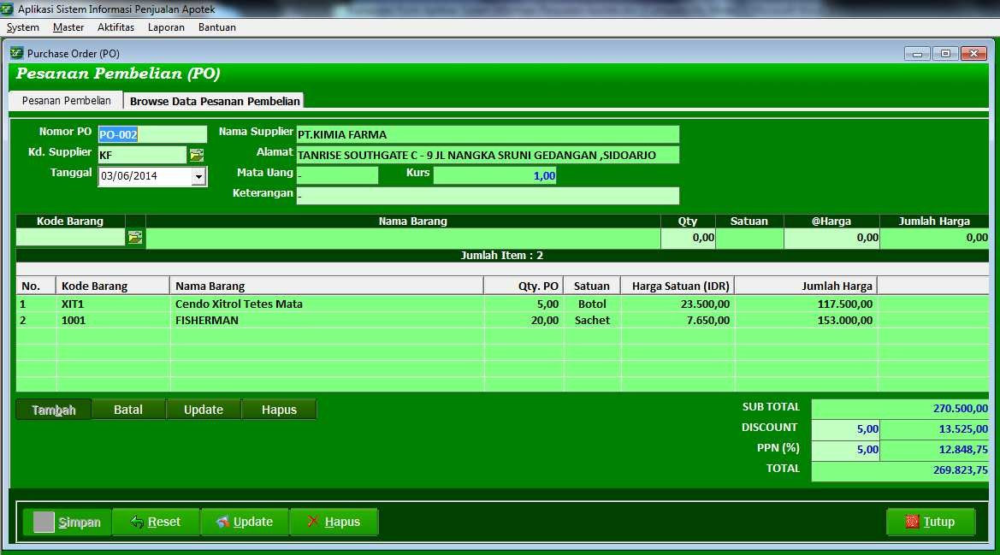 Aplikasi Sistem Informasi Penjualan Apotek
System Master Aktifitas Laporan Bantuan
Purchase Order (PO)
Pesanan Pembelian (PO)
Pesanan Pembelian Browse Data Pesanan Pembelian
Nomor PO PO-002 Nama Supplier PT.KIMIA FARMA
Kd. Supplier KF Alamat TANRISE SOUTHGATE C - 9 JL NANGKA SRUNI GEDANGAN ,SIDOARJO
Tanggal 03/06/2014 Mata Uang - Kurs 1,00
Keterangan -
Kode Barang Nama Barang Qty Satuan @Harga Jumlah Harga
0,00 0,00 0,00
Jumlah Item : 2
No. Kode Barang Nama Barang Qty. PO Satuan Harga Satuan (IDR) Jumlah Harga
1 XIT1 Cendo Xitrol Tetes Mata 5,00 Botol 23.500,00 117.500,00
2 1001 FISHERMAN 20,00 Sachet 7.650,00 153.000,00
Tambah Batal Update Hapus
SUB TOTAL 270.500,00
DISCOUNT 5,00 13.525,00
PPN (%) 5,00 12.848,75
TOTAL 269.823,75
Simpan Reset Update Hapus Tutup